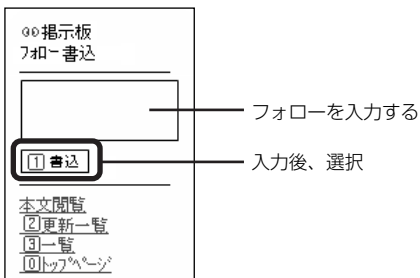 ○○掲示板
ﾌｫﾛｰ書込
フォローを入力する
1 書込
入力後、選択
本文閲覧
2更新一覧
3一覧
0ﾄｯﾌﾟﾍﾟｰｼﾞ